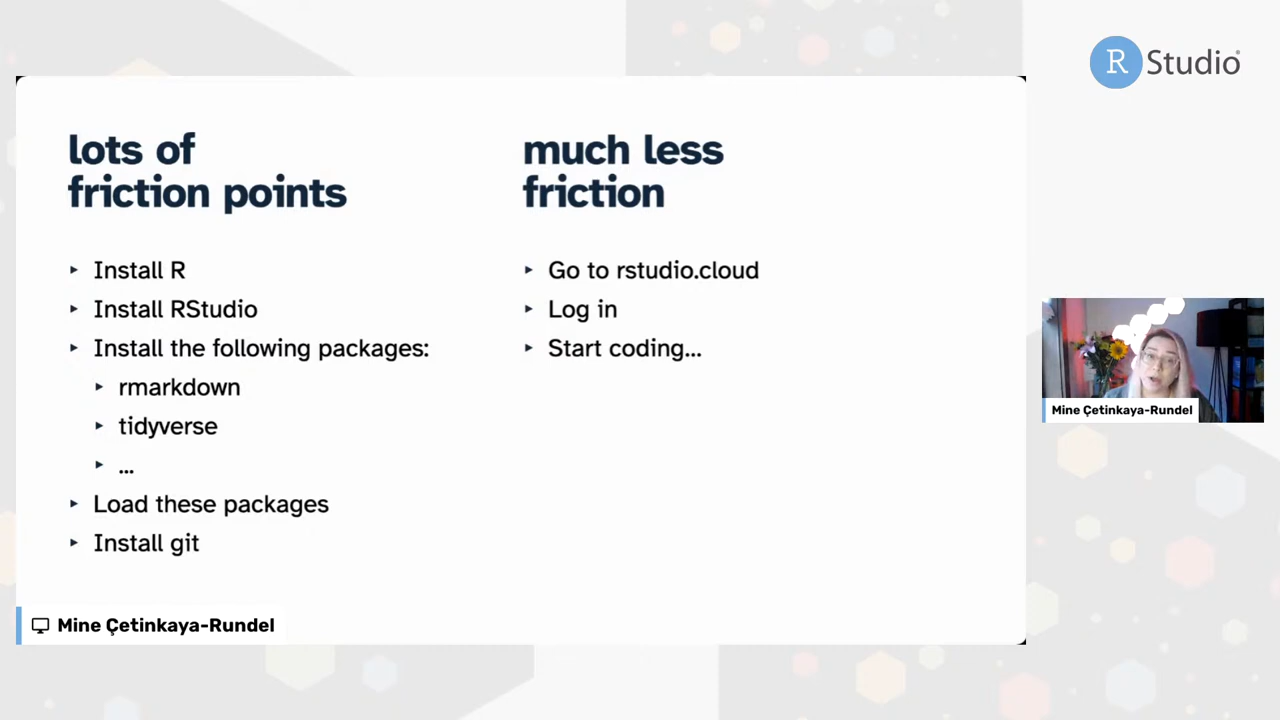 R Studio
lots of
friction points
▸ Install R
▸ Install RStudio
▸ Install the following packages:
▸ rmarkdown
▸ tidyverse
▸ ...
▸ Load these packages
▸ Install git
much less
friction
▸ Go to rstudio.cloud
▸ Log in
▸ Start coding...
Mine Çetinkaya-Rundel
Mine Çetinkaya-Rundel